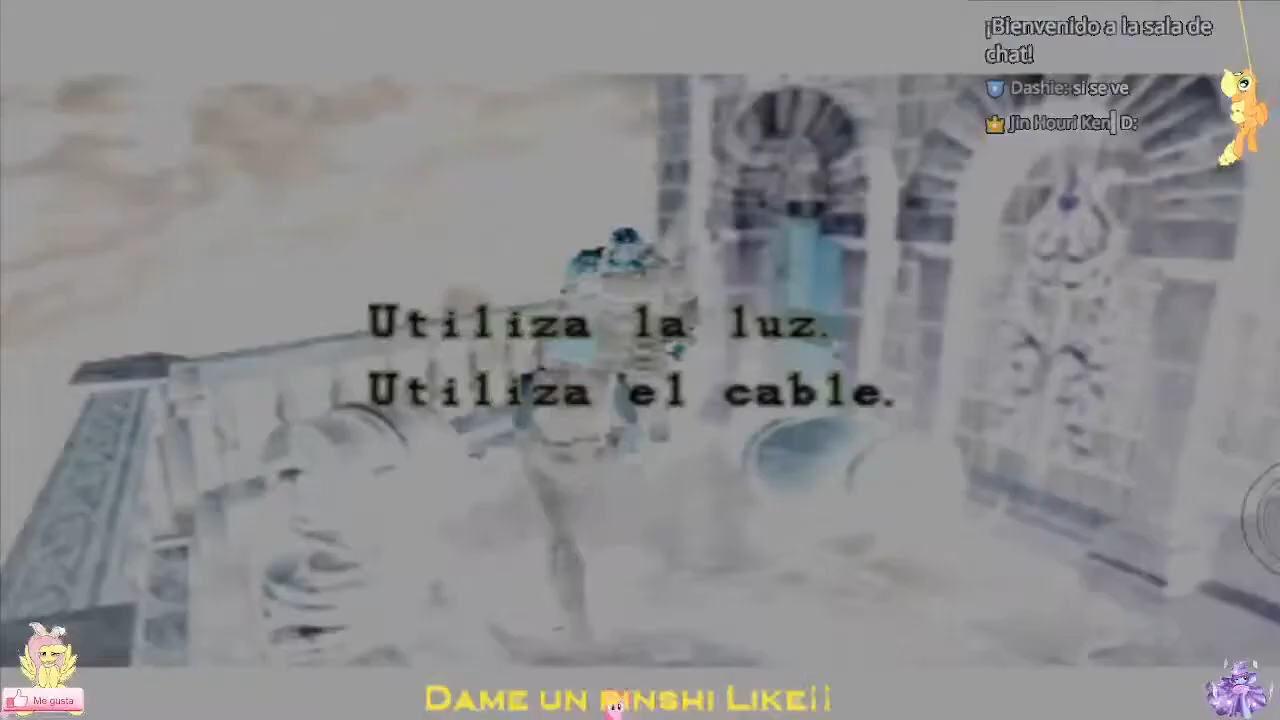 ¡Bienvenido a la sala de
chat!
Dashie: si se ve
Jin Houri Ken| D:
Utiliza la luz.
Utiliza el cable.
Me gusta
DAME UN PINSHI LIKE!!